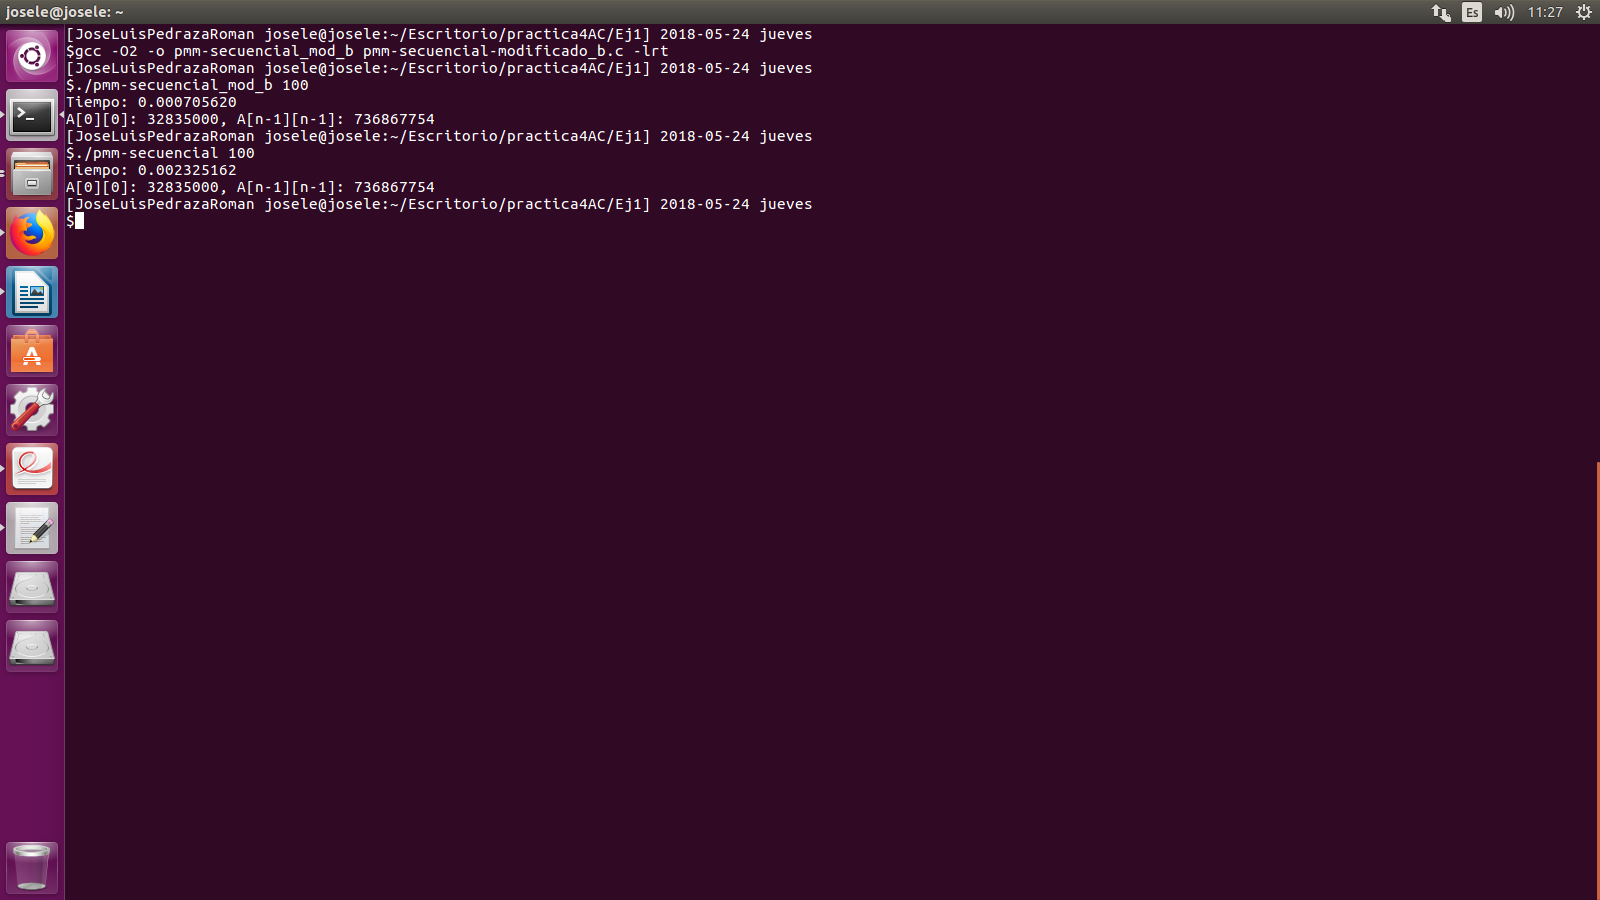 josele@josele: ~
Es
11:27
[JoseLuisPedrazaRoman josele@josele:~/Escritorio/practica4AC/Ej1] 2018-05-24 jueves
$gcc -O2 -o pmm-secuencial_mod_b pmm-secuencial-modificado_b.c -lrt
[JoseLuisPedrazaRoman josele@josele:~/Escritorio/practica4AC/Ej1] 2018-05-24 jueves
$./pmm-secuencial_mod_b 100
Tiempo: 0.000705620
A[0][0]: 32835000, A[n-1][n-1]: 736867754
[JoseLuisPedrazaRoman josele@josele:~/Escritorio/practica4AC/Ej1] 2018-05-24 jueves
$./pmm-secuencial 100
Tiempo: 0.002325162
A[0][0]: 32835000, A[n-1][n-1]: 736867754
[JoseLuisPedrazaRoman josele@josele:~/Escritorio/practica4AC/Ej1] 2018-05-24 jueves
$